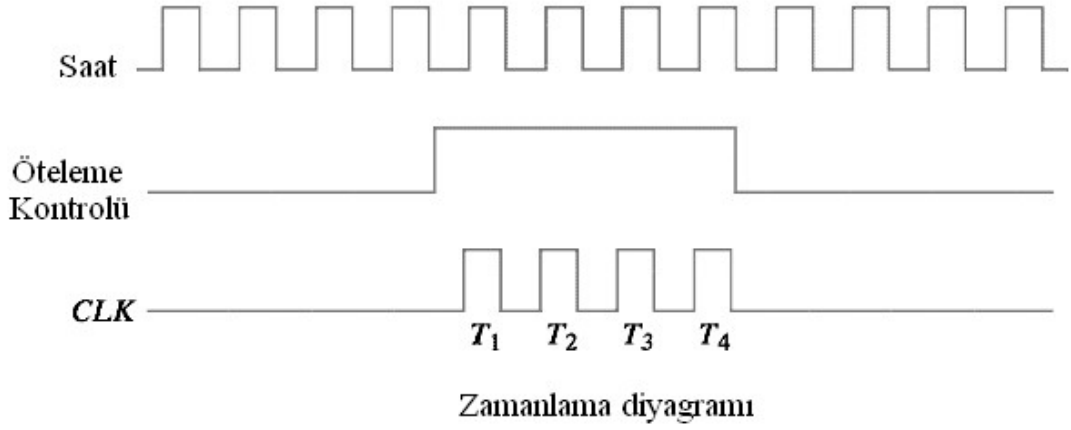 Saat
Öteleme
Kontrolü
CLK
T₁ T₂ T₃ T₄
Zamanlama diyagramı